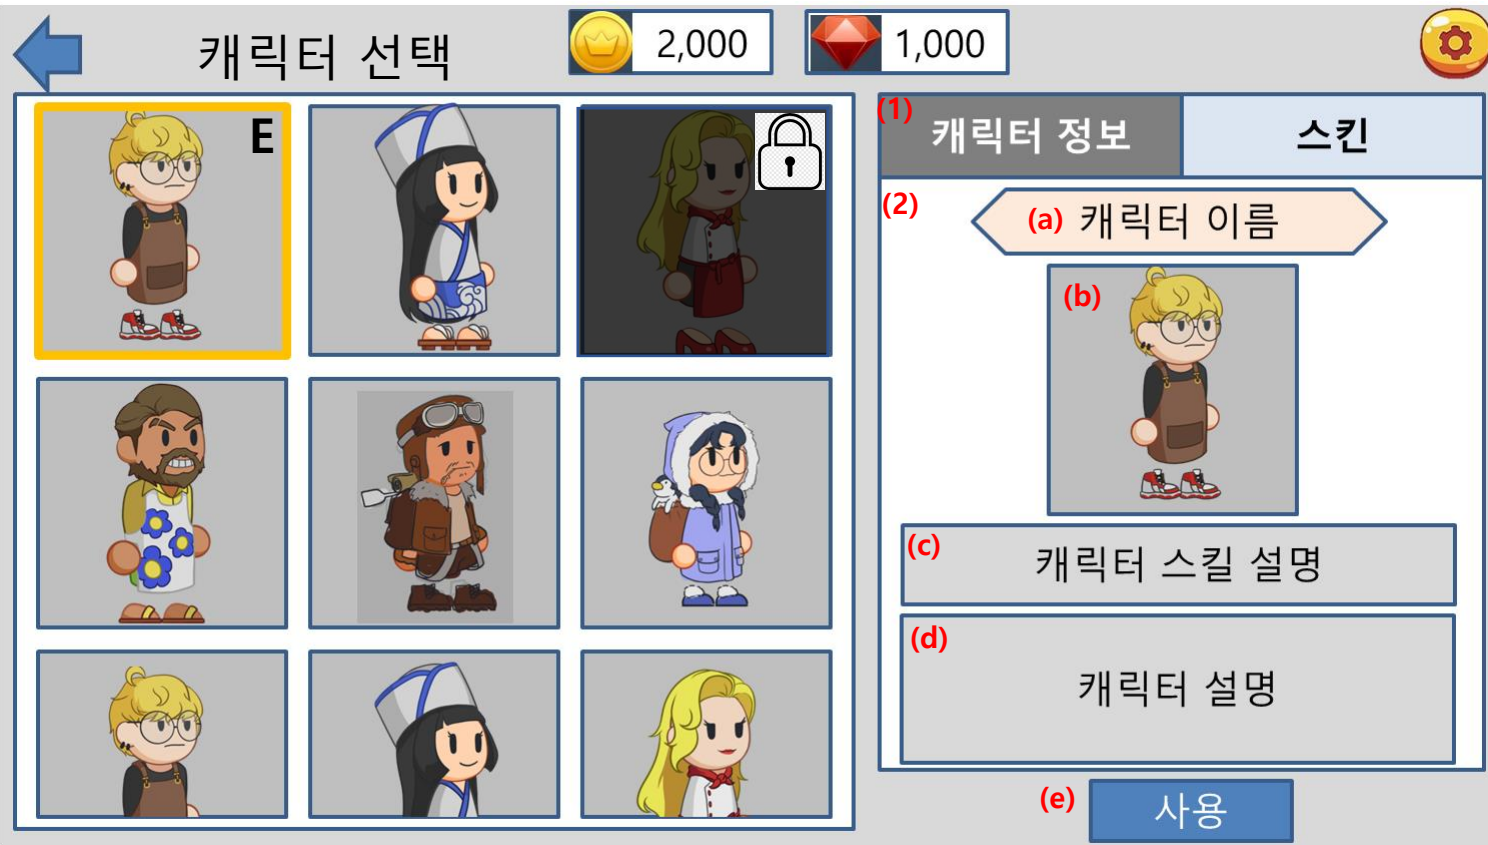 캐릭터 선택
2,000
1,000
E
(1)
캐릭터 정보
스킨
(2)
(a) 캐릭터 이름
(b)
(c)
캐릭터 스킬 설명
(d)
캐릭터 설명
(e)
사용